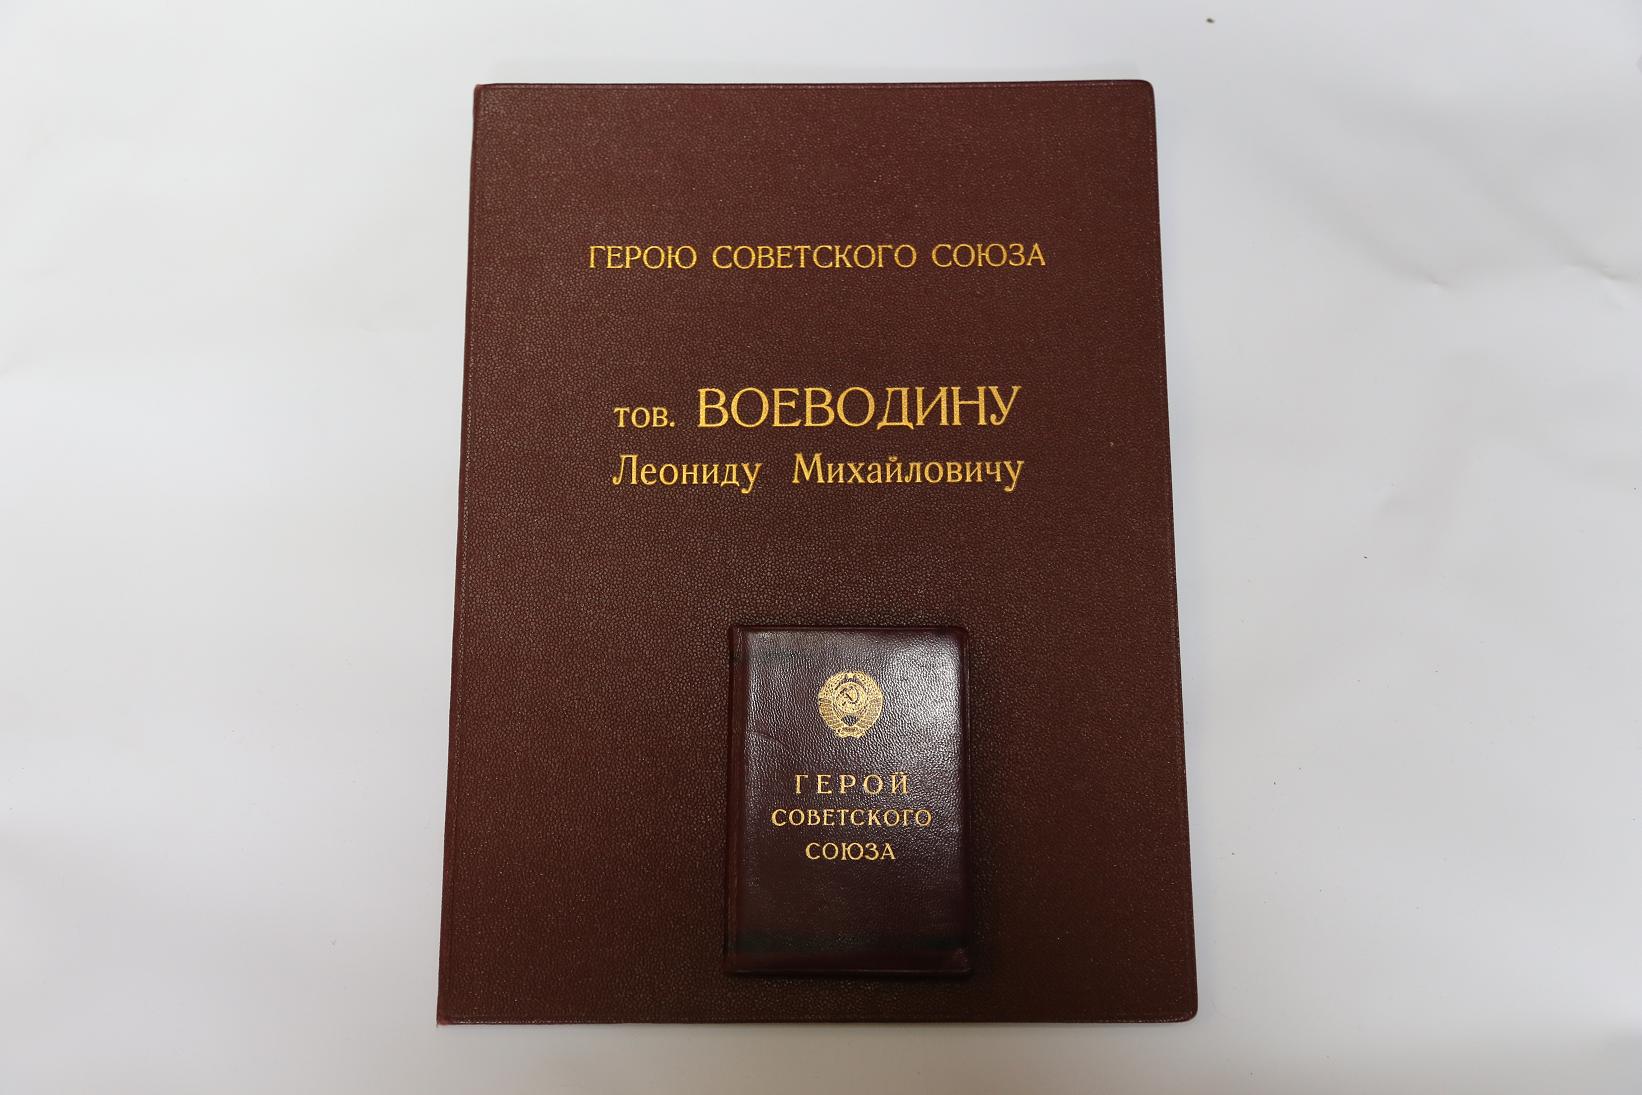 ГЕРОЮ СОВЕТСКОГО СОЮЗА
тов. ВОЕВОДИНУ
Леониду Михайловичу
ГЕРОЙ
СОВЕТСКОГО
СОЮЗА